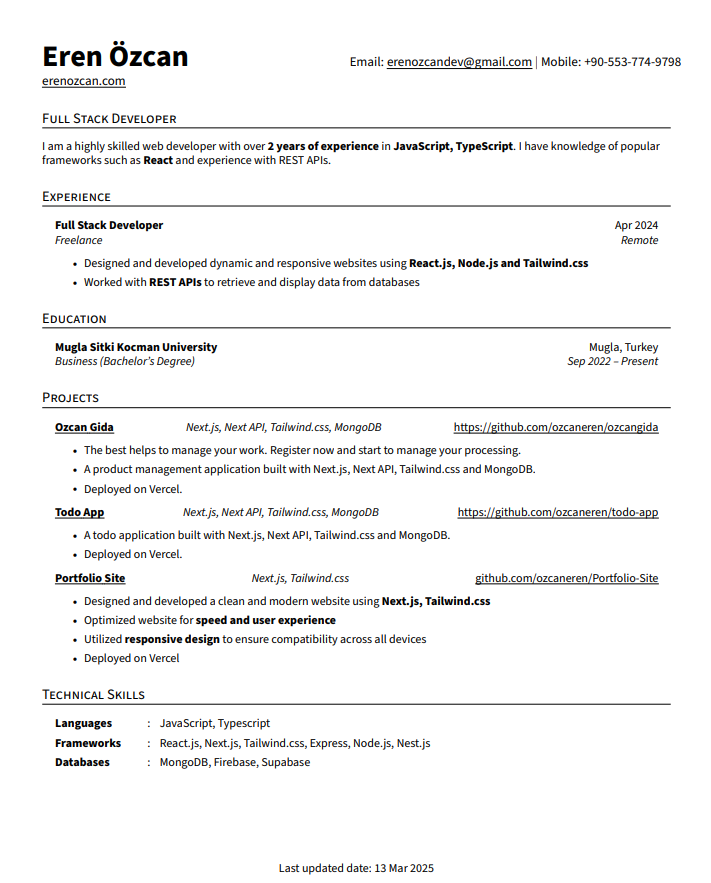 Eren Özcan
Email: erenozcandev@gmail.com | Mobile: +90-553-774-9798
erenozcan.com
Full Stack Developer
I am a highly skilled web developer with over 2 years of experience in JavaScript, TypeScript. I have knowledge of popular
frameworks such as React and experience with REST APIs.
Experience
Full Stack Developer Apr 2024
Freelance Remote
• Designed and developed dynamic and responsive websites using React.js, Node.js and Tailwind.css
• Worked with REST APIs to retrieve and display data from databases
Education
Mugla Sitki Kocman University Mugla, Turkey
Business (Bachelor's Degree) Sep 2022 – Present
Projects
Ozcan Gida Next.js, Next API, Tailwind.css, MongoDB https://github.com/ozcaneren/ozcangida
• The best helps to manage your work. Register now and start to manage your processing.
• A product management application built with Next.js, Next API, Tailwind.css and MongoDB.
• Deployed on Vercel.
Todo App Next.js, Next API, Tailwind.css, MongoDB https://github.com/ozcaneren/todo-app
• A todo application built with Next.js, Next API, Tailwind.css and MongoDB.
• Deployed on Vercel.
Portfolio Site Next.js, Tailwind.css github.com/ozcaneren/Portfolio-Site
• Designed and developed a clean and modern website using Next.js, Tailwind.css
• Optimized website for speed and user experience
• Utilized responsive design to ensure compatibility across all devices
• Deployed on Vercel
Technical Skills
Languages : JavaScript, Typescript
Frameworks : React.js, Next.js, Tailwind.css, Express, Node.js, Nest.js
Databases : MongoDB, Firebase, Supabase
Last updated date: 13 Mar 2025